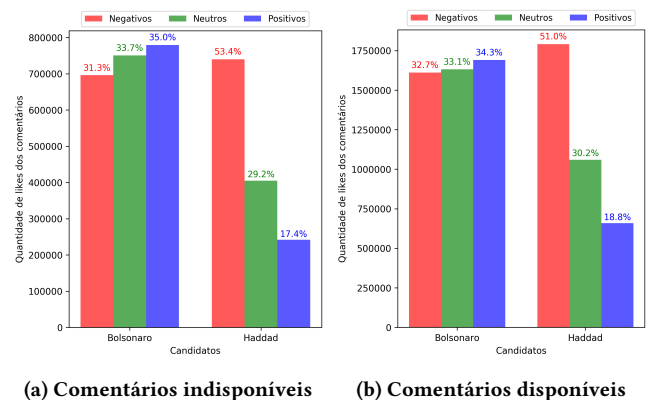 Negativos Neutros Positivos
800000
700000
600000
500000
400000
300000
200000
100000
0
Quantidade de likes dos comentários
31.3%
33.7%
35.0%
53.4%
29.2%
17.4%
Bolsonaro Haddad
Candidatos
(a) Comentários indisponíveis
Negativos Neutros Positivos
1750000
1500000
1250000
1000000
750000
500000
250000
0
Quantidade de likes dos comentários
32.7%
33.1%
34.3%
51.0%
30.2%
18.8%
Bolsonaro Haddad
Candidatos
(b) Comentários disponíveis